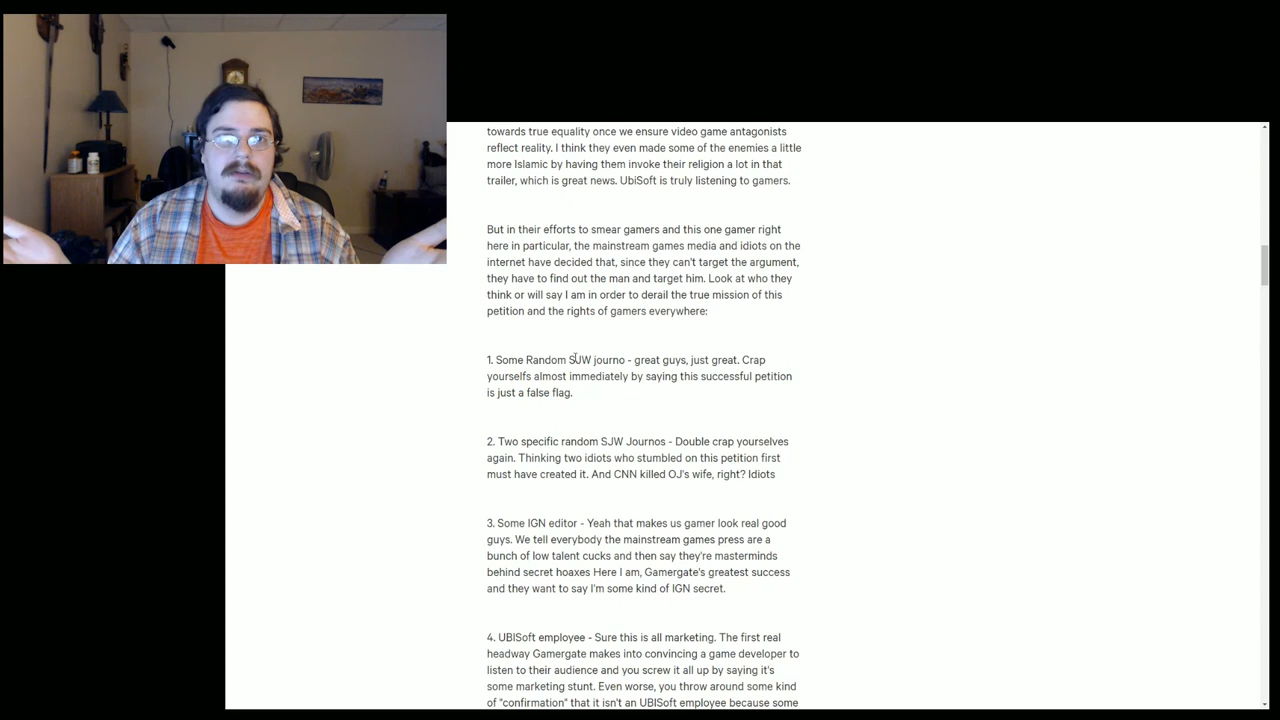 towards true equality once we ensure video game antagonists
reflect reality. I think they even made some of the enemies a little
more Islamic by having them invoke their religion a lot in that
trailer, which is great news. UbiSoft is truly listening to gamers.
But in their efforts to smear gamers and this one gamer right
here in particular, the mainstream games media and idiots on the
internet have decided that, since they can't target the argument,
they have to find out the man and target him. Look at who they
think or will say I am in order to derail the true mission of this
petition and the rights of gamers everywhere:
1. Some Random SJW journo - great guys, just great. Crap
yourselfs almost immediately by saying this successful petition
is just a false flag.
2. Two specific random SJW Journos - Double crap yourselves
again. Thinking two idiots who stumbled on this petition first
must have created it. And CNN killed OJ's wife, right? Idiots
3. Some IGN editor - Yeah that makes us gamer look real good
guys. We tell everybody the mainstream games press are a
bunch of low talent cucks and then say they're masterminds
behind secret hoaxes Here I am, Gamergate's greatest success
and they want to say I'm some kind of IGN secret.
4. UBISoft employee - Sure this is all marketing. The first real
headway Gamergate makes into convincing a game developer to
listen to their audience and you screw it all up by saying it's
some marketing stunt. Even worse, you throw around some kind
of "confirmation" that it isn't an UBISoft employee because some